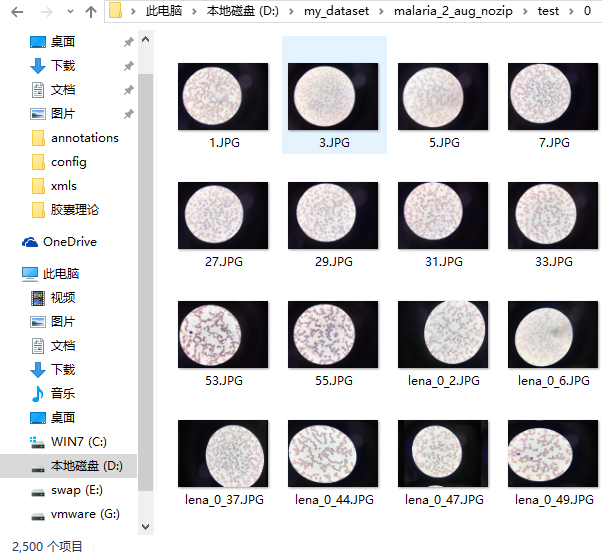 此电脑 本地磁盘 (D:) my_dataset malaria_2_aug_nozip test 0
桌面
下载
文档
图片
annotations
config
xmls
胶囊理论
OneDrive
此电脑
视频
图片
文档
下载
音乐
桌面
WIN7 (C:)
本地磁盘 (D:)
swap (E:)
vmware (G:)
1.JPG 3.JPG 5.JPG 7.JPG
27.JPG 29.JPG 31.JPG 33.JPG
53.JPG 55.JPG lena_0_2.JPG lena_0_6.JPG
lena_0_37.JPG lena_0_44.JPG lena_0_47.JPG lena_0_49.JPG
2,500 个项目